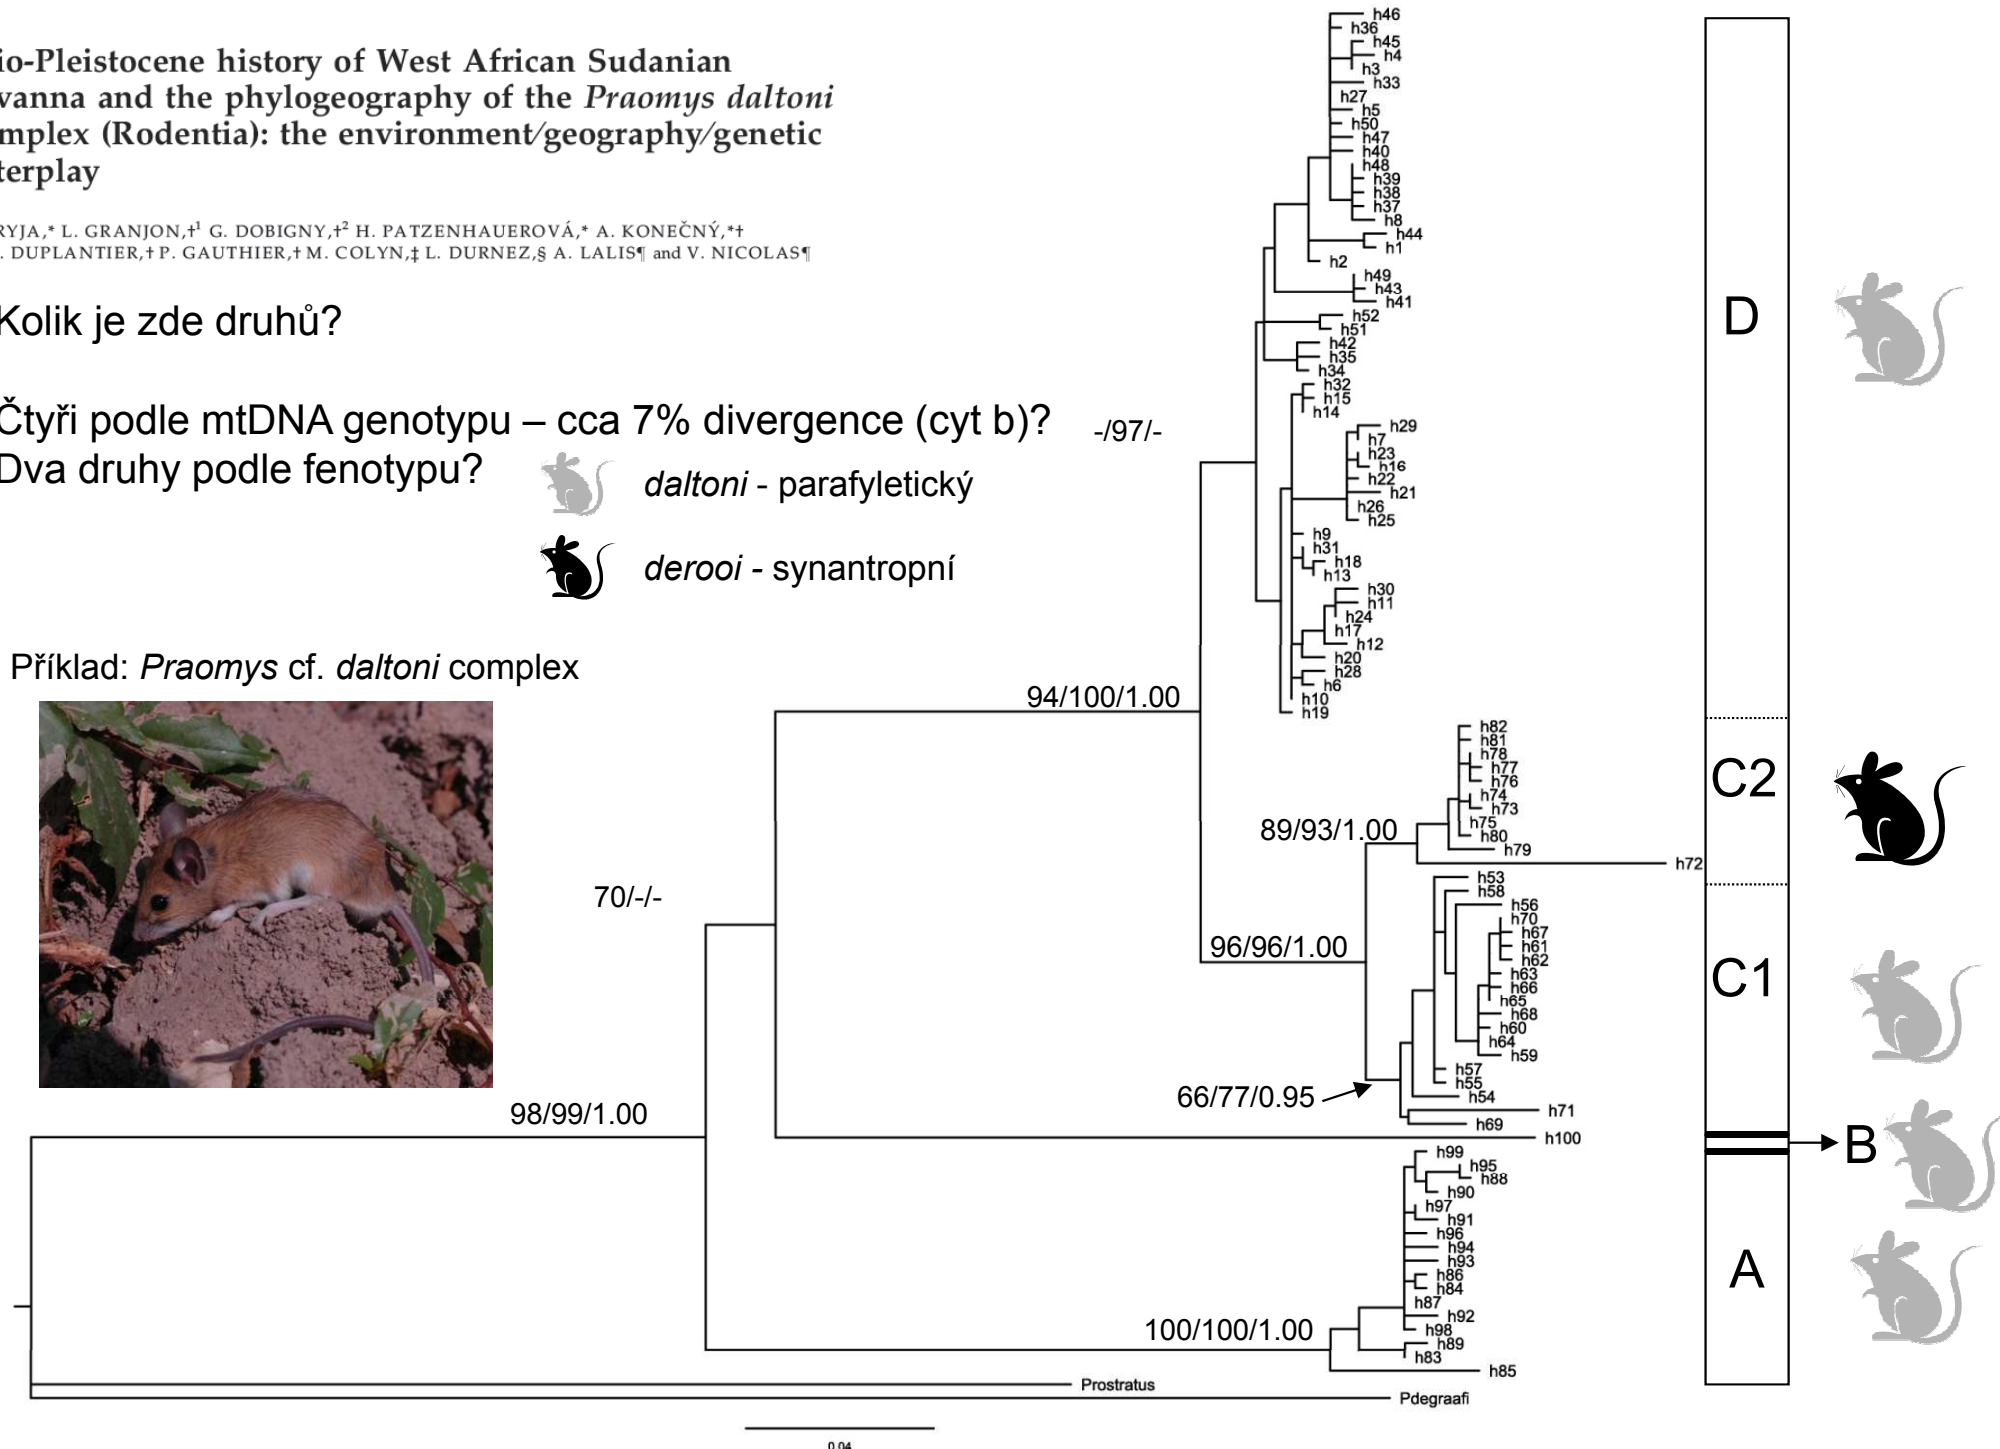 io-Pleistocene history of West African Sudanian
vanna and the phylogeography of the Praomys daltoni
mplex (Rodentia): the environment/geography/genetic
terplay
RYJA,* L. GRANJON,†¹ G. DOBIGNY,†² H. PATZENHAUEROVÁ,* A. KONEČNÝ,*†
. DUPLANTIER,† P. GAUTHIER,† M. COLYN,‡ L. DURNEZ,§ A. LALIS¶ and V. NICOLAS¶
Kolik je zde druhů?
Čtyři podle mtDNA genotypu – cca 7% divergence (cyt b)?
Dva druhy podle fenotypu?
daltoni - parafyletický
derooi - synantropní
Příklad: Praomys cf. daltoni complex
-/97/-
94/100/1.00
89/93/1.00
70/-/-
96/96/1.00
66/77/0.95
98/99/1.00
100/100/1.00
h46
h36
h45
h4
h3
h33
h27
h5
h50
h47
h40
h48
h39
h38
h37
h8
h44
h1
h2
h49
h43
h41
h52
h51
h42
h35
h34
h32
h15
h14
h29
h7
h23
h16
h22
h21
h26
h25
h9
h31
h18
h13
h30
h11
h24
h17
h12
h20
h28
h6
h10
h19
h82
h81
h78
h77
h76
h74
h73
h75
h80
h79
h72
h53
h58
h56
h70
h67
h61
h62
h63
h66
h65
h68
h60
h64
h59
h57
h55
h54
h71
h69
h100
h99
h95
h88
h90
h97
h91
h96
h94
h93
h86
h84
h87
h92
h98
h89
h83
h85
Prostratus
Pdegraafi
0.04
D
C2
C1
B
A